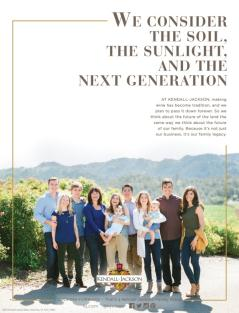 WE CONSIDER
THE SOIL,
THE SUNLIGHT,
AND THE
NEXT GENERATION
AT KENDALL-JACKSON, making
wine has become tradition, and we
plan to pass it down forever. So we
think about the future of the land the
same way we think about the future
of our family. Because it's not just
our business. It's our family legacy.
KENDALL-JACKSON